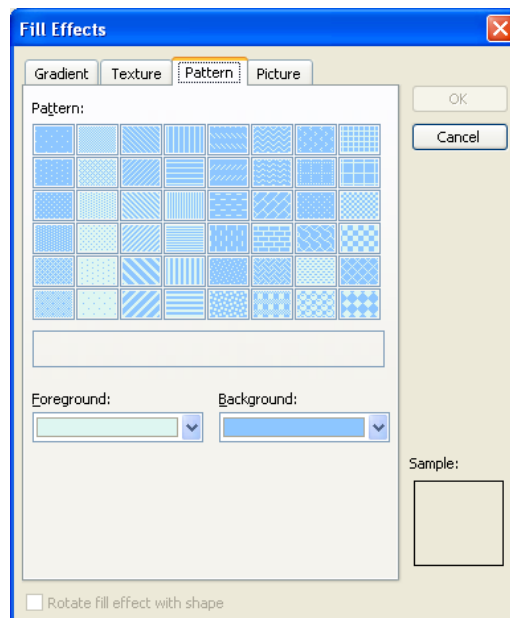 Fill Effects
Gradient Texture Pattern Picture
Pattern:
OK
Cancel
Foreground: Background:
Sample:
Rotate fill effect with shape